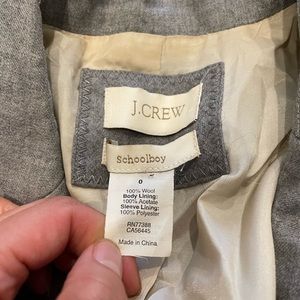 J.CREW
Schoolboy
0
100% Wool
Body Lining:
100% Acetate
Sleeve Lining:
100% Polyester
RN77388
CA56445
Made in China